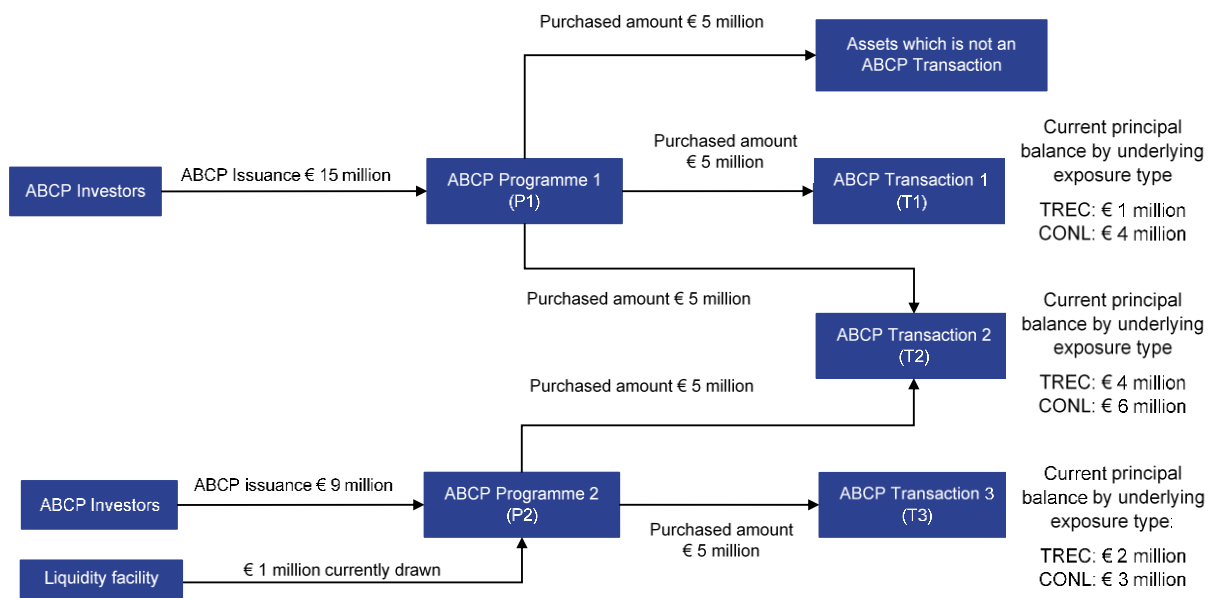 Purchased amount € 5 million
Assets which is not an
ABCP Transaction
ABCP Investors
ABCP Issuance € 15 million
ABCP Programme 1
(P1)
Purchased amount
€ 5 million
ABCP Transaction 1
(T1)
Current principal
balance by underlying
exposure type
TREC: € 1 million
CONL: € 4 million
Purchased amount € 5 million
ABCP Transaction 2
(T2)
Current principal
balance by underlying
exposure type
TREC: € 4 million
CONL: € 6 million
Purchased amount € 5 million
ABCP Investors
ABCP issuance € 9 million
ABCP Programme 2
(P2)
Purchased amount
€ 5 million
ABCP Transaction 3
(T3)
Current principal
balance by underlying
exposure type:
TREC: € 2 million
CONL: € 3 million
Liquidity facility
€ 1 million currently drawn